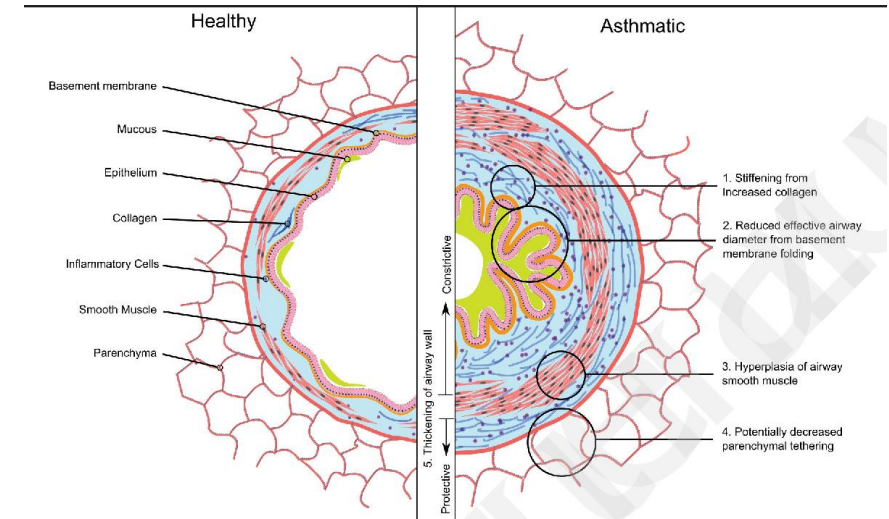 Healthy
Asthmatic
Basement membrane
Mucous
Epithelium
Collagen
Inflammatory Cells
Smooth Muscle
Parenchyma
5. Thickening of airway wall
Constrictive
Protective
1. Stiffening from
Increased collagen
2. Reduced effective airway
diameter from basement
membrane folding
3. Hyperplasia of airway
smooth muscle
4. Potentially decreased
parenchymal tethering